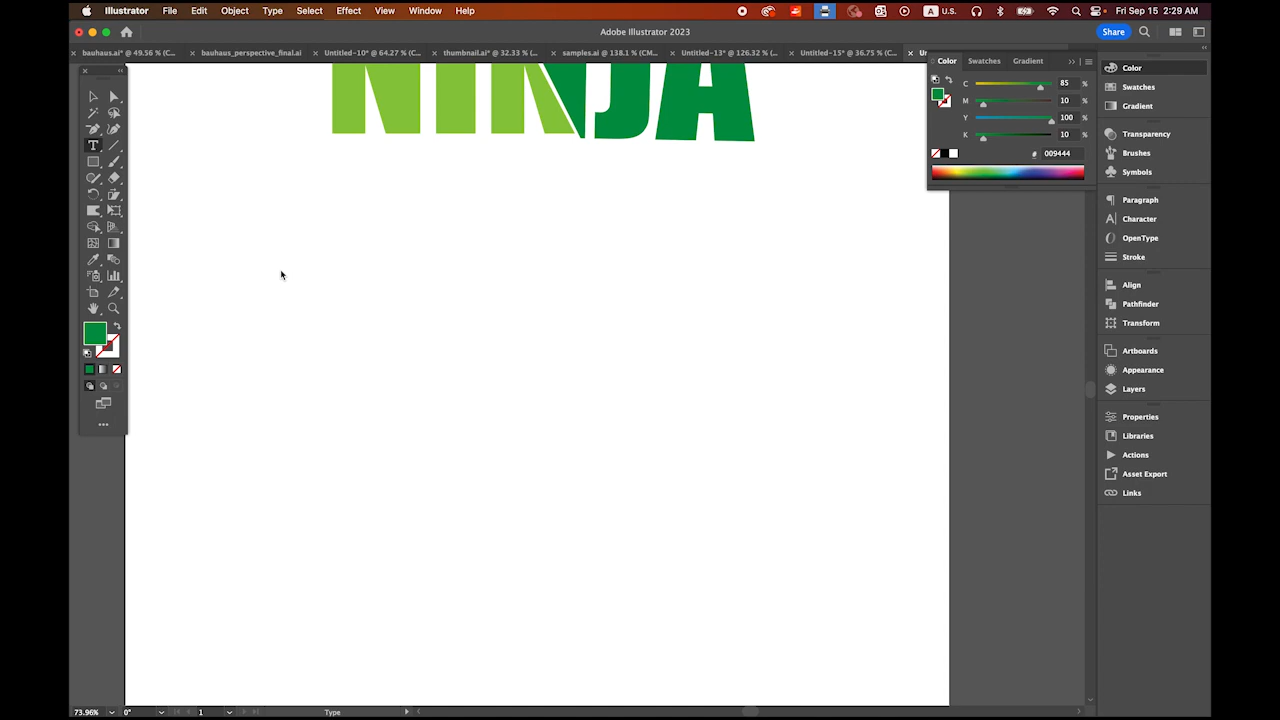 Illustrator File Edit Object Type Select Effect View Window Help U.S. Fri Sep 15 2:29 AM
Adobe Illustrator 2023
Share
bauhaus.ai* @ 49.56 % (C...
bauhaus_perspective_final.ai
Untitled-10* @ 64.27 % (C...
thumbnail.ai* @ 32.33 % (...
samples.ai @ 138.1 % (CM...
Untitled-13* @ 126.32 % (...
Untitled-15* @ 36.75 % (C...
Un
NINJA
Color Swatches Gradient
C 85 %
M 10 %
Y 100 %
K 10 %
# 009444
Color
Swatches
Gradient
Transparency
Brushes
Symbols
Paragraph
Character
OpenType
Stroke
Align
Pathfinder
Transform
Artboards
Appearance
Layers
Properties
Libraries
Actions
Asset Export
Links
73.96% 0° 1 Type